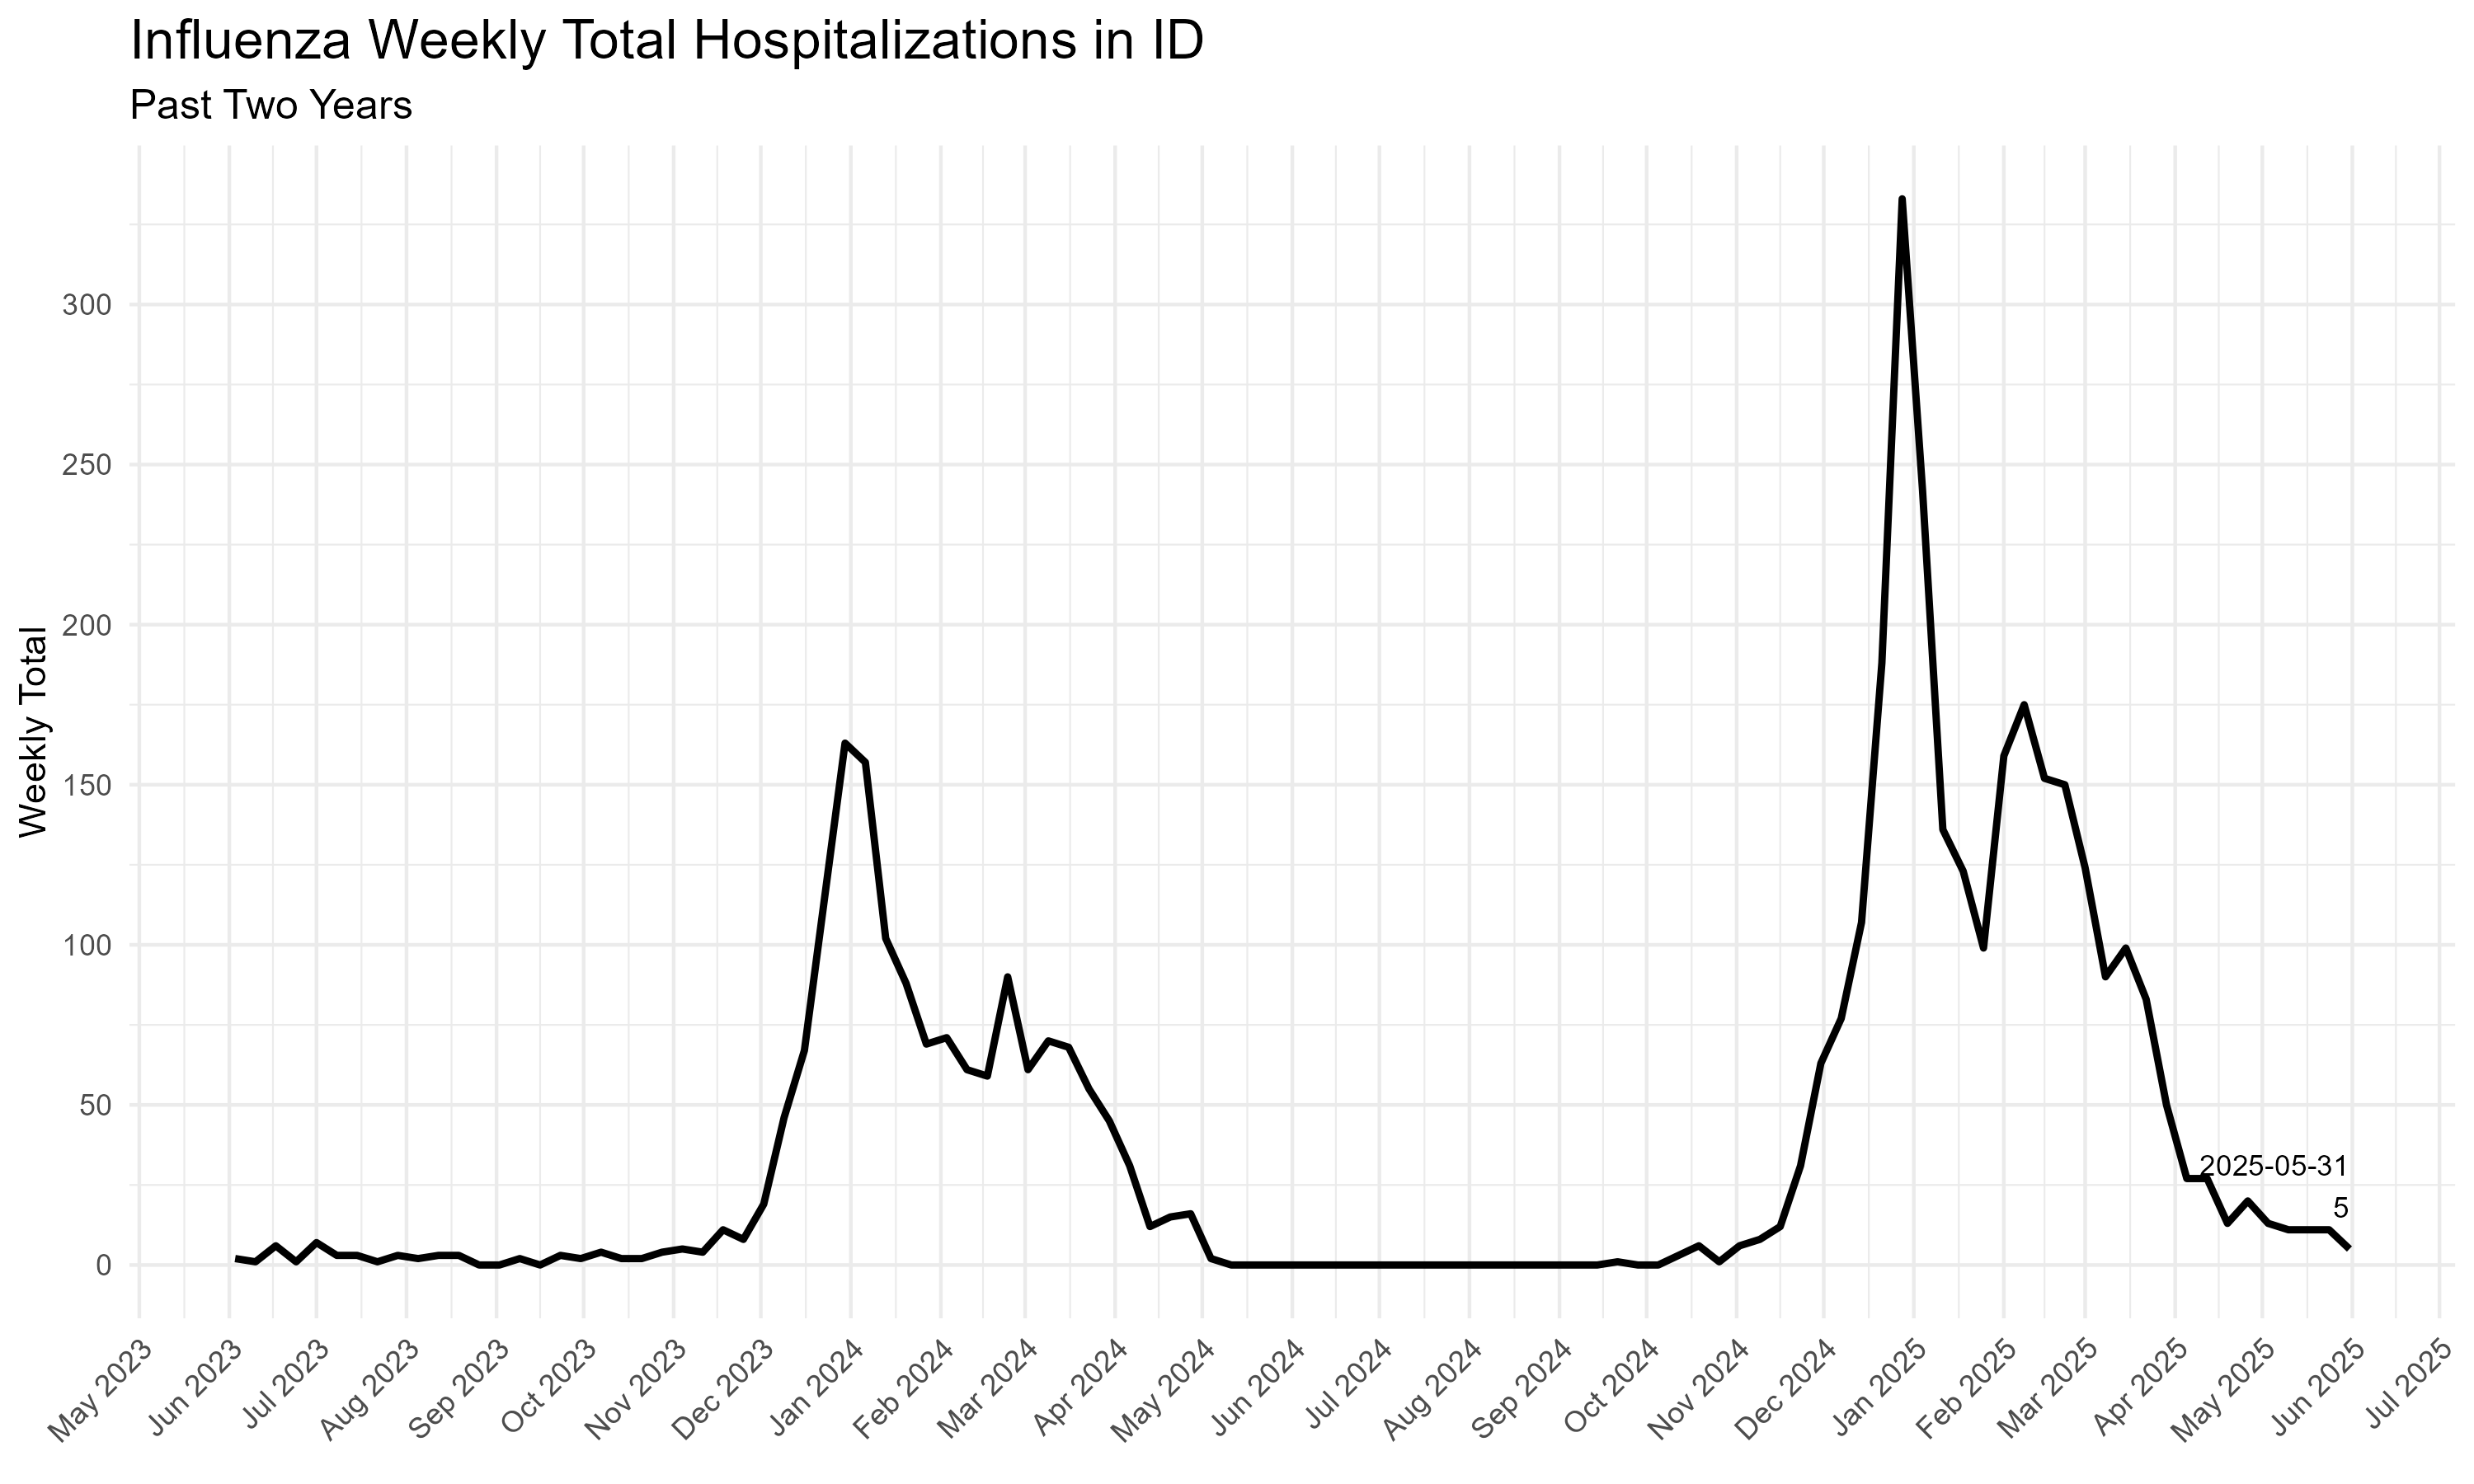 Influenza Weekly Total Hospitalizations in ID
Past Two Years
Weekly Total
300
250
200
150
100
50
0
2025-05-31
5
May 2023
Jun 2023
Jul 2023
Aug 2023
Sep 2023
Oct 2023
Nov 2023
Dec 2023
Jan 2024
Feb 2024
Mar 2024
Apr 2024
May 2024
Jun 2024
Jul 2024
Aug 2024
Sep 2024
Oct 2024
Nov 2024
Dec 2024
Jan 2025
Feb 2025
Mar 2025
Apr 2025
May 2025
Jun 2025
Jul 2025